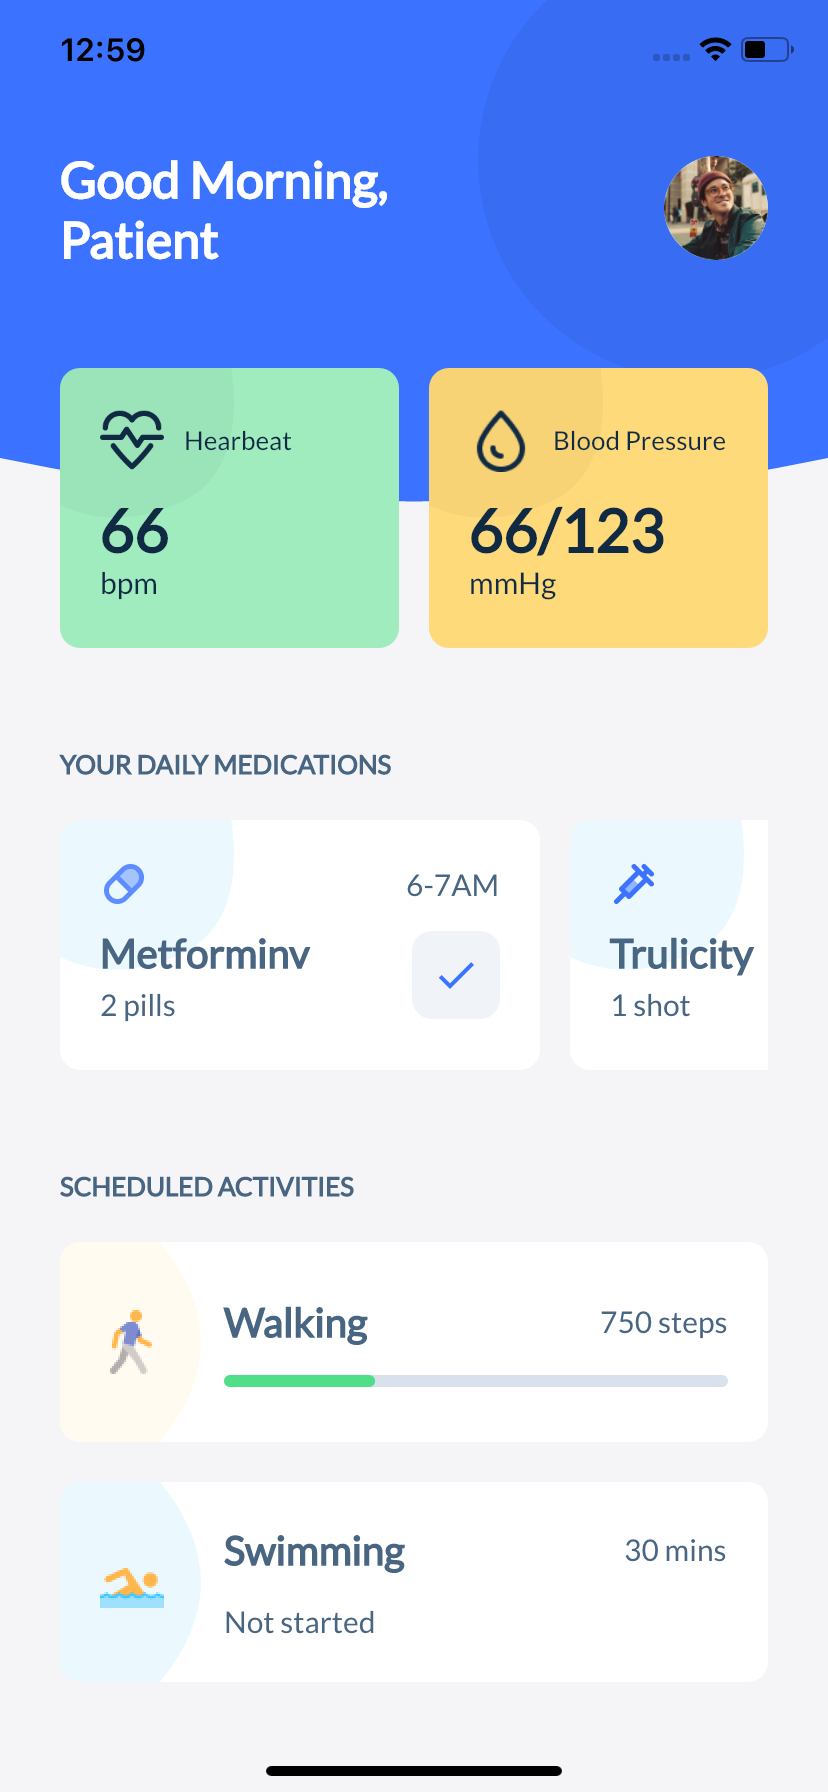 12:59
Good Morning,
Patient
Hearbeat
66
bpm
Blood Pressure
66/123
mmHg
YOUR DAILY MEDICATIONS
6-7AM
Metforminv
2 pills
Trulicity
1 shot
SCHEDULED ACTIVITIES
Walking
750 steps
Swimming
30 mins
Not started